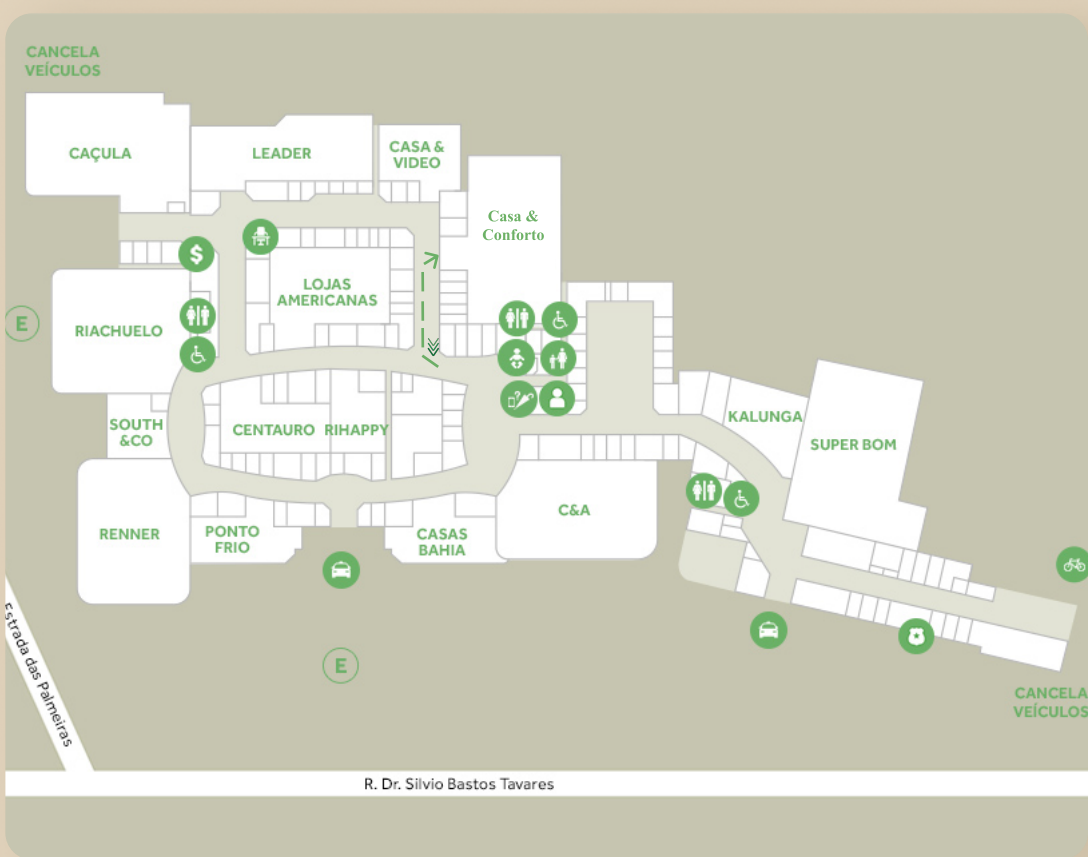 CANCELA
VEÍCULOS
CAÇULA
LEADER
CASA &
VIDEO
Casa &
Conforto
$
LOJAS
AMERICANAS
E
RIACHUELO
SOUTH
&CO
CENTAURO
RIHAPPY
KALUNGA
SUPER BOM
RENNER
PONTO
FRIO
CASAS
BAHIA
C&A
E
Estrada das Palmeiras
CANCELA
VEÍCULOS
R. Dr. Silvio Bastos Tavares